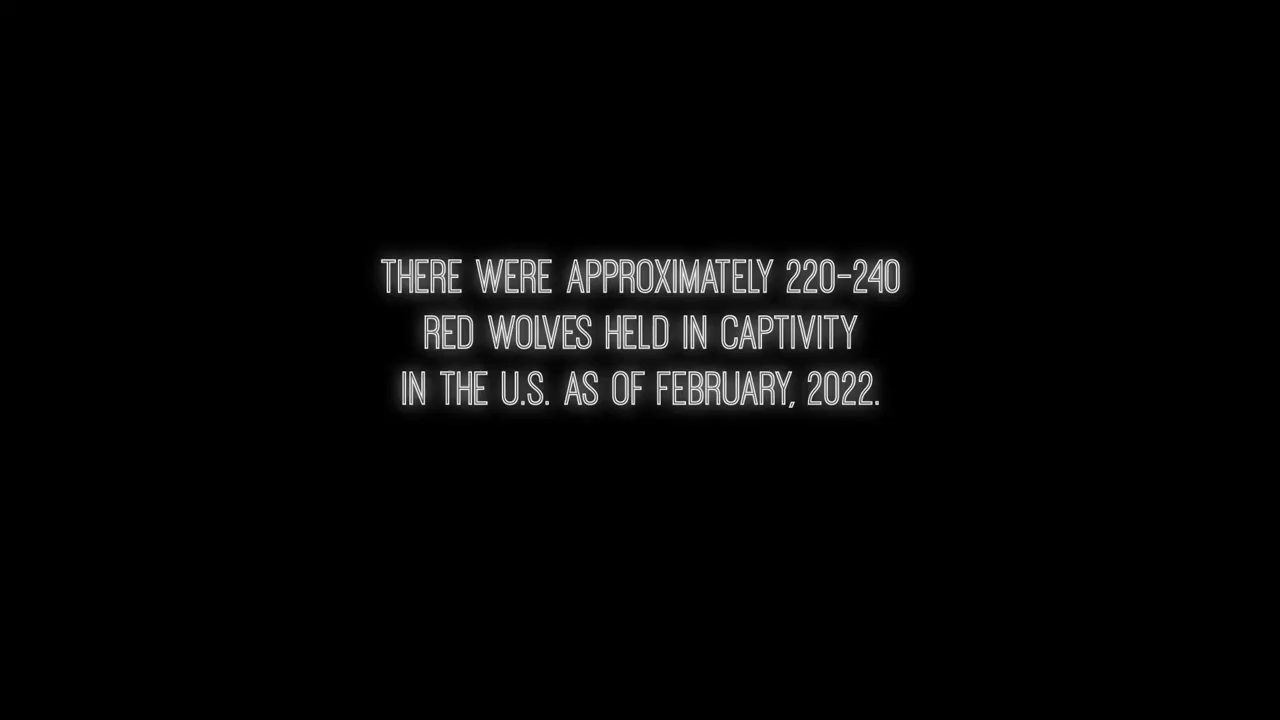 THERE WERE APPROXIMATELY 220-240
RED WOLVES HELD IN CAPTIVITY
IN THE U.S. AS OF FEBRUARY, 2022.